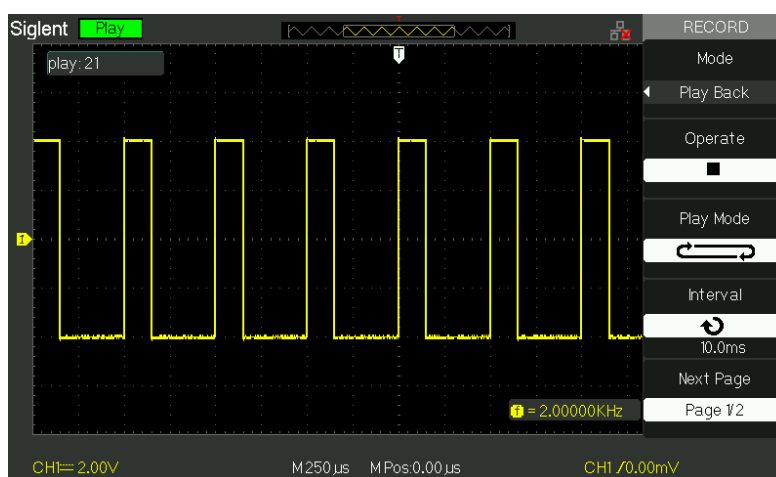 Siglent Play RECORD
T
play: 21
Mode
Play Back
Operate
Play Mode
Interval
10.0ms
Next Page
Page 1/2
1
f = 2.00000KHz
CH1 2.00V M 250µs M Pos:0.00µs CH1 /0.00mV